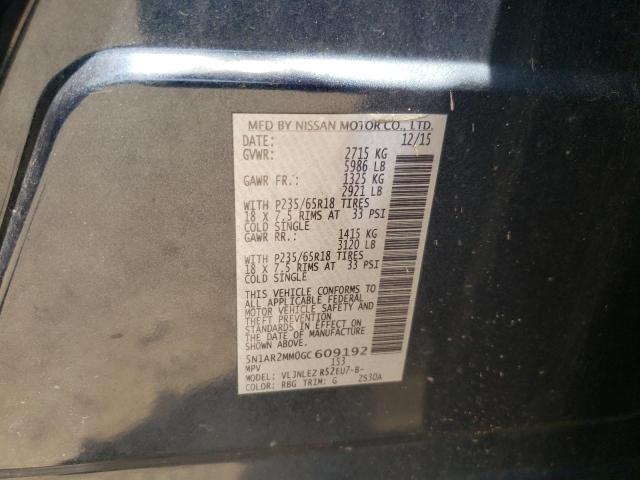 MFD BY NISSAN MOTOR CO., LTD.
DATE: 12/15
GVWR: 2715 KG
5986 LB
GAWR FR.: 1325 KG
2921 LB
WITH P235/65R18 TIRES
18 X 7.5 RIMS AT 33 PSI
COLD SINGLE
GAWR RR.: 1415 KG
3120 LB
WITH P235/65R18 TIRES
18 X 7.5 RIMS AT 33 PSI
COLD SINGLE
THIS VEHICLE CONFORMS TO
ALL APPLICABLE FEDERAL
MOTOR VEHICLE SAFETY AND
THEFT PREVENTION
STANDARDS IN EFFECT ON
THE DATE OF MANUFACTURE
5N1AR2MM0GC609192
MPV 153
MODEL: VLJNLEZ R52EU7-B-
COLOR: RBG TRIM: G ZS30A